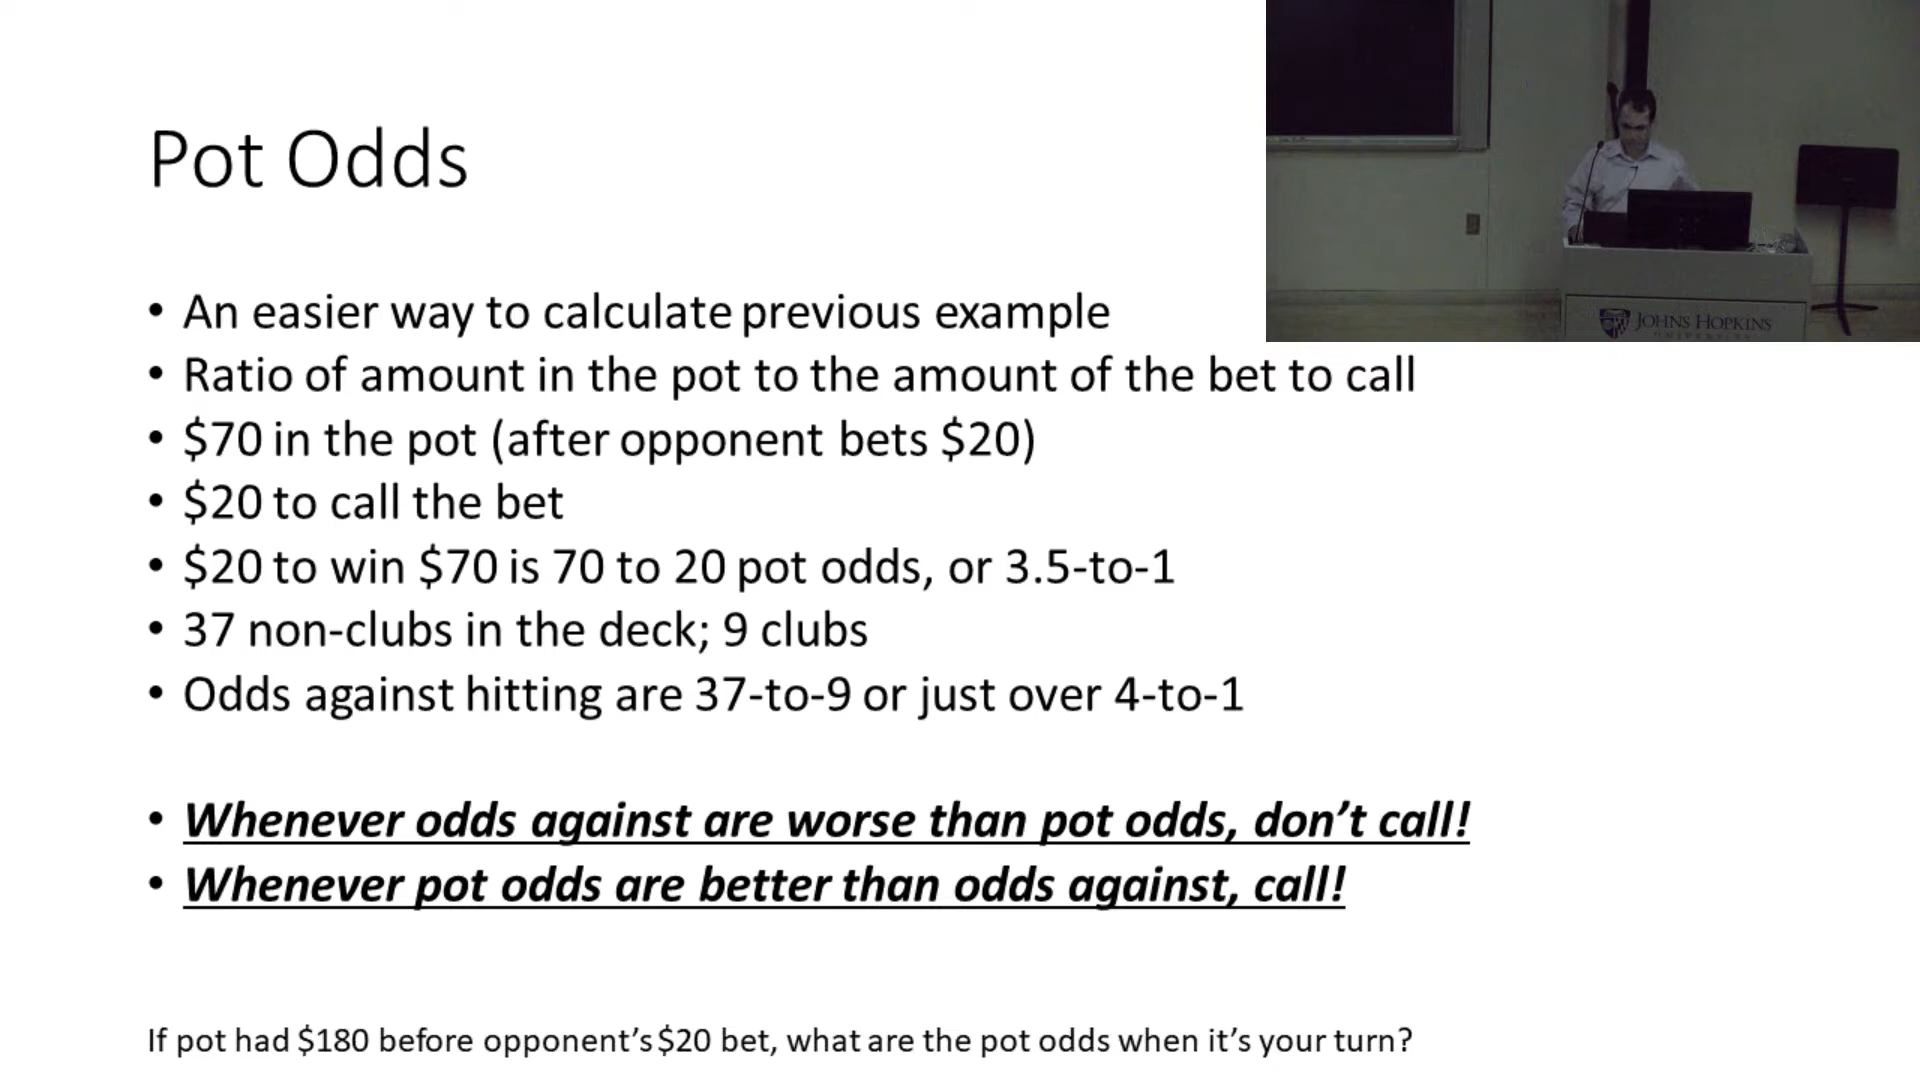 Pot Odds
JOHNS HOPKINS
UNIVERSITY
• An easier way to calculate previous example
• Ratio of amount in the pot to the amount of the bet to call
• $70 in the pot (after opponent bets $20)
• $20 to call the bet
• $20 to win $70 is 70 to 20 pot odds, or 3.5-to-1
• 37 non-clubs in the deck; 9 clubs
• Odds against hitting are 37-to-9 or just over 4-to-1
• Whenever odds against are worse than pot odds, don’t call!
• Whenever pot odds are better than odds against, call!
If pot had $180 before opponent’s $20 bet, what are the pot odds when it’s your turn?